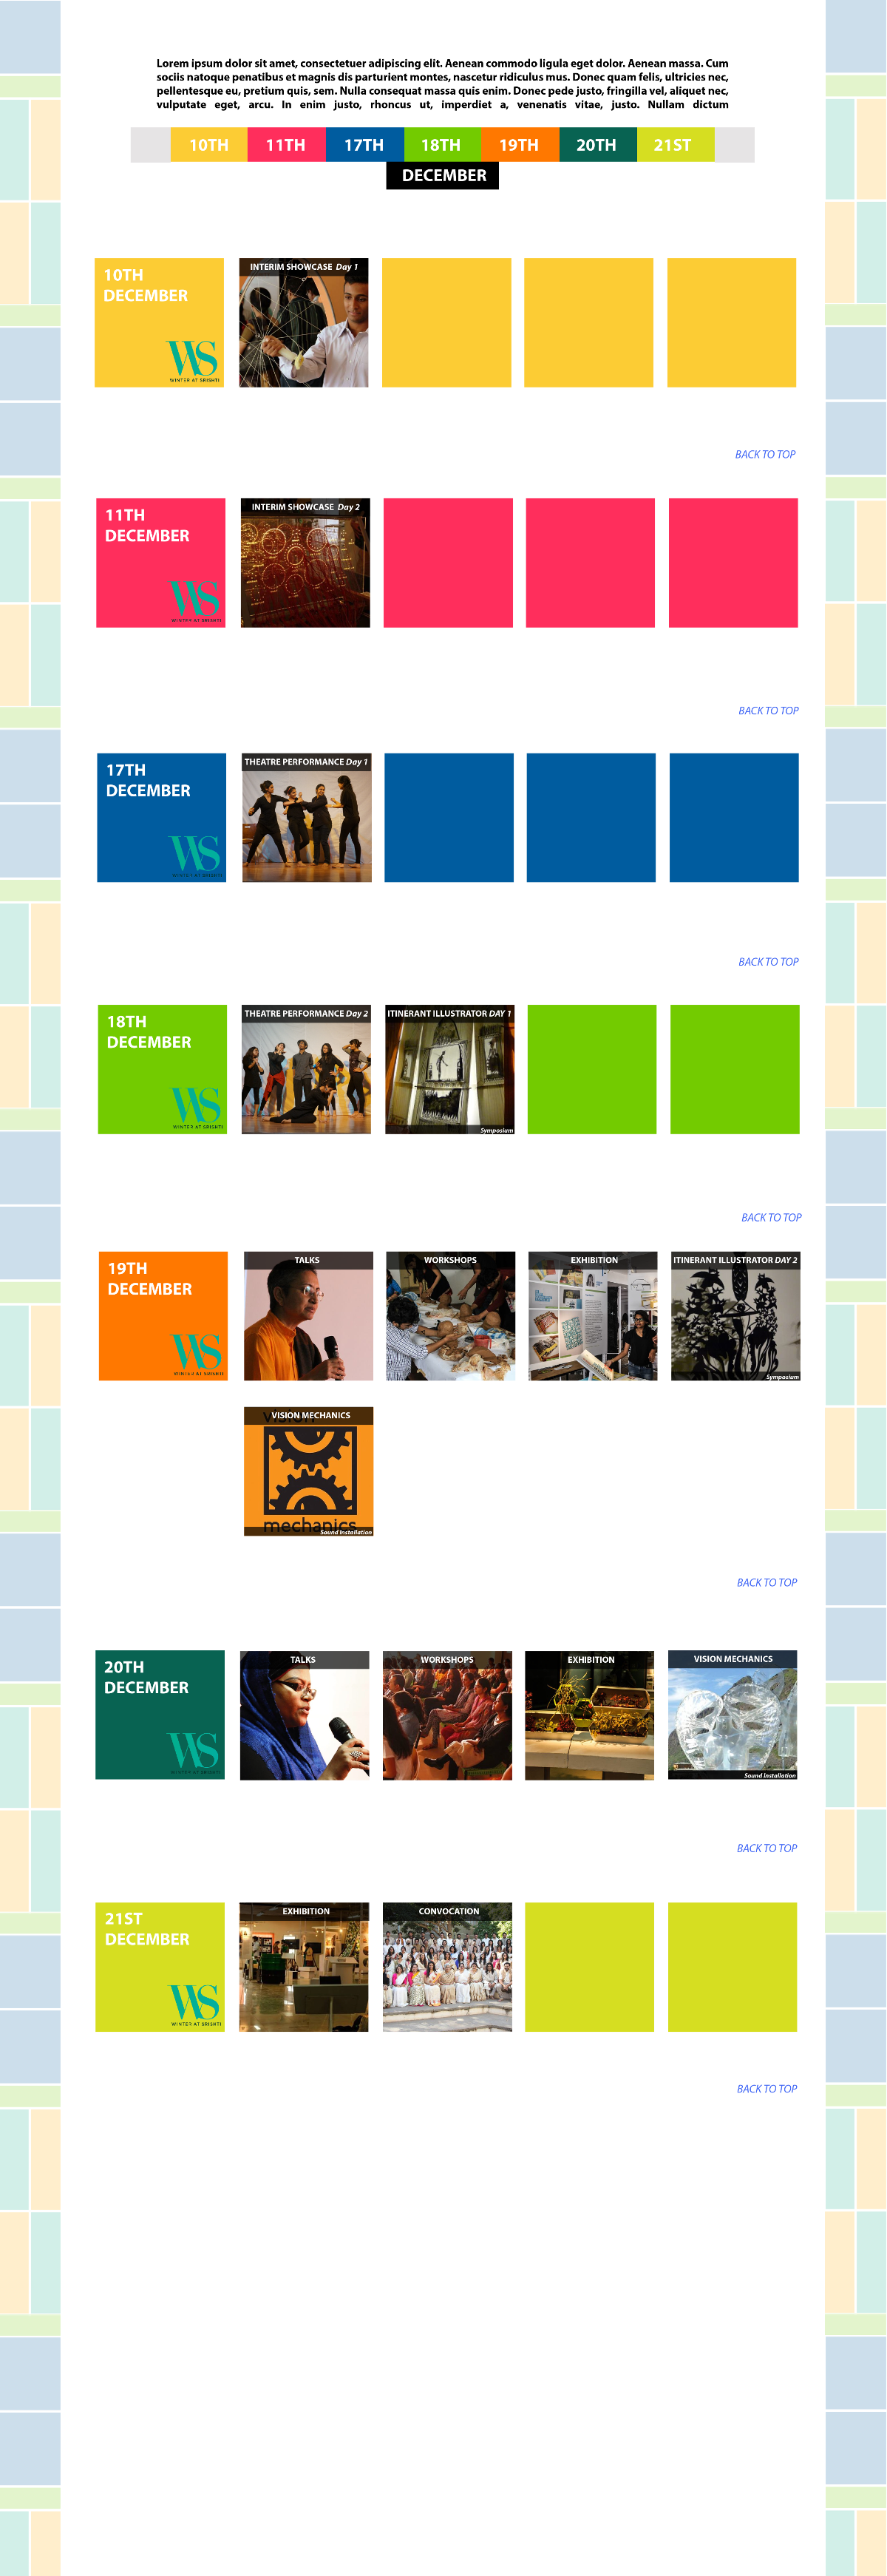 Lorem ipsum dolor sit amet, consectetuer adipiscing elit. Aenean commodo ligula eget dolor. Aenean massa. Cum
sociis natoque penatibus et magnis dis parturient montes, nascetur ridiculus mus. Donec quam felis, ultricies nec,
pellentesque eu, pretium quis, sem. Nulla consequat massa quis enim. Donec pede justo, fringilla vel, aliquet nec,
vulputate eget, arcu. In enim justo, rhoncus ut, imperdiet a, venenatis vitae, justo. Nullam dictum
10TH 11TH 17TH 18TH 19TH 20TH 21ST
DECEMBER
10TH
DECEMBER
WS
WINTER AT SRISHTI
INTERIM SHOWCASE Day 1
BACK TO TOP
11TH
DECEMBER
WS
WINTER AT SRISHTI
INTERIM SHOWCASE Day 2
BACK TO TOP
17TH
DECEMBER
WS
WINTER AT SRISHTI
THEATRE PERFORMANCE Day 1
BACK TO TOP
18TH
DECEMBER
WS
WINTER AT SRISHTI
THEATRE PERFORMANCE Day 2
ITINERANT ILLUSTRATOR DAY 1
Symposium
BACK TO TOP
19TH
DECEMBER
WS
WINTER AT SRISHTI
TALKS
WORKSHOPS
EXHIBITION
ITINERANT ILLUSTRATOR DAY 2
Symposium
VISION MECHANICS
mechanics
Sound Installation
BACK TO TOP
20TH
DECEMBER
WS
WINTER AT SRISHTI
TALKS
WORKSHOPS
EXHIBITION
VISION MECHANICS
Sound Installation
BACK TO TOP
21ST
DECEMBER
WS
WINTER AT SRISHTI
EXHIBITION
CONVOCATION
BACK TO TOP